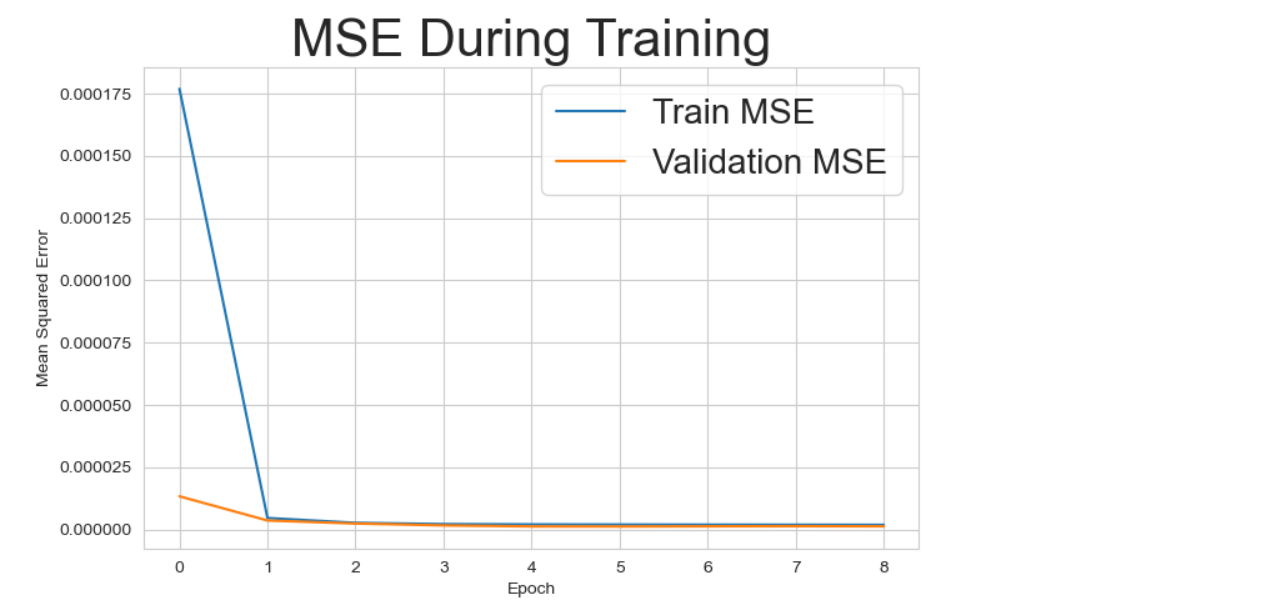 MSE During Training
Train MSE
Validation MSE
Mean Squared Error
0.000175
0.000150
0.000125
0.000100
0.000075
0.000050
0.000025
0.000000
0 1 2 3 4 5 6 7 8
Epoch